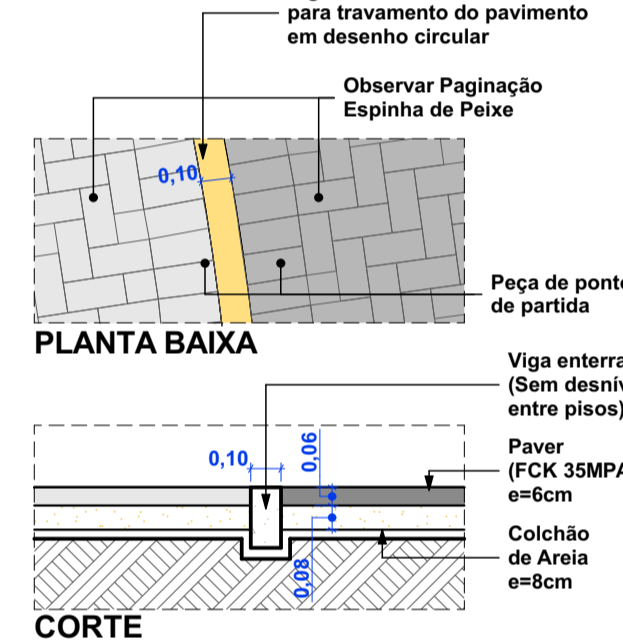 para travamento do pavimento
em desenho circular
Observar Paginação
Espinha de Peixe
0,10
Peça de ponto
de partida
PLANTA BAIXA
Viga
(Sem
entre pisos)
0,10
0,06
Paver
(FCK 35MPA
e=6cm
0,08
Colchão
de Areia
e=8cm
CORTE